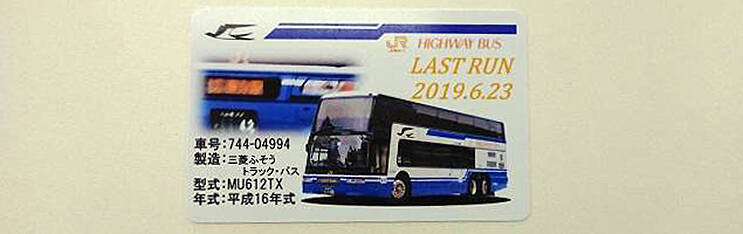 JR HIGHWAY BUS
LAST RUN
2019.6.23
車号:744-04994
製造:三菱ふそう
トラック・バス
型式:MU612TX
年式:平成16年式